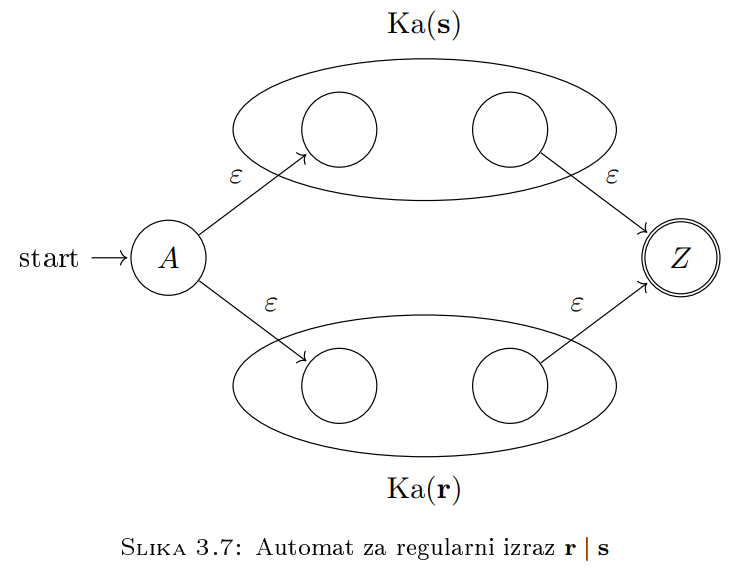 Ka(s)
ε
ε
start
A
Z
ε
ε
Ka(r)
SLIKA 3.7: Automat za regularni izraz r | s